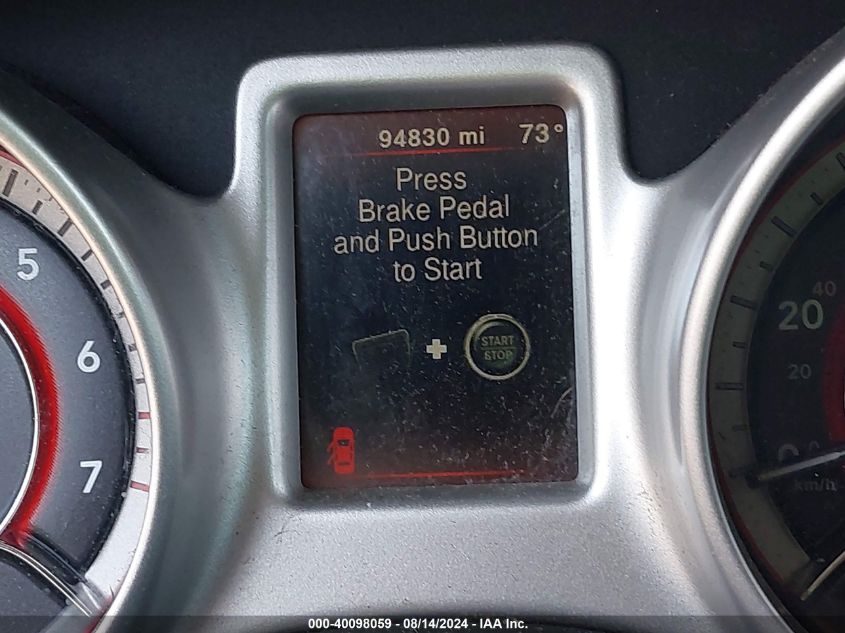 94830 mi 73°
Press
Brake Pedal
and Push Button
to Start
START
STOP
5
6
7
40
20
20
0
km/h
000-40098059 - 08/14/2024 - IAA Inc.